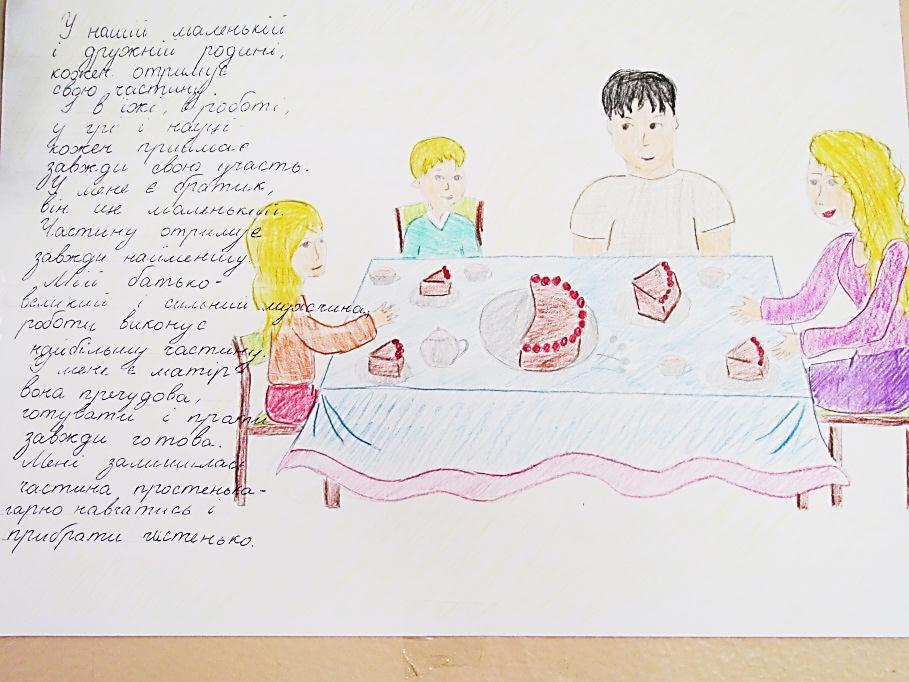 У нашій маленькій
і дружній родині,
кожен отримує
свою частину.
І в їжі, в роботі,
у грі і науці -
кожен приймає
завжди свою участь.
У мене є братик,
він ще маленький.
Частину отримує
завжди найменшу.
Мій батько-
великий і сильний мужсчина,
роботи виконує
найбільшу частину.
У мене є матір
вона пречудова,
готувати і прати
завжди готова.
Мені залишилась
частина простенька-
гарно навчатись і
прибрати чистенько.